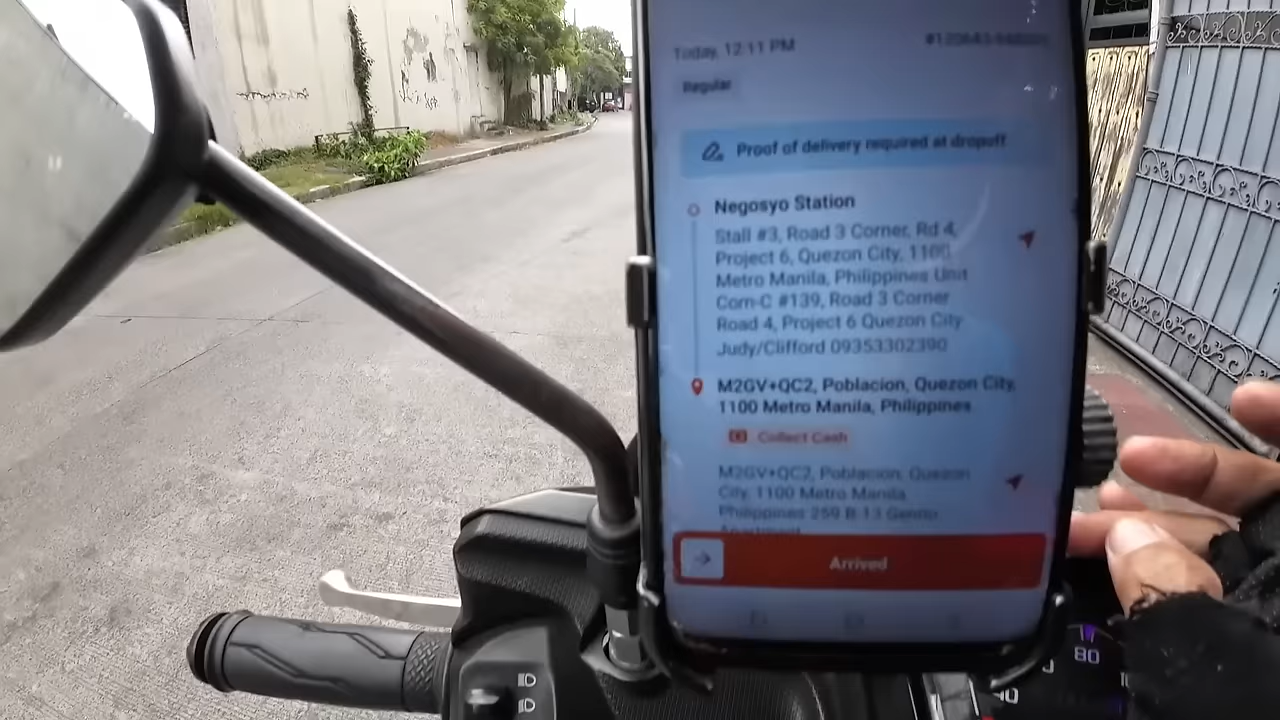 Today, 12:11 PM
Regular
Proof of delivery required at dropoff
Negosyo Station
Stall #3, Road 3 Corner, Rd 4,
Project 6, Quezon City, 1100
Metro Manila, Philippines Unit
Com-C #139, Road 3 Corner
Road 4, Project 6 Quezon City
Judy/Clifford 09353302390
M2GV+QC2, Poblacion, Quezon City,
1100 Metro Manila, Philippines
Collect Cash
M2GV+QC2, Poblacion, Quezon
City, 1100 Metro Manila
Philippines 259 B 13
Arrived
80